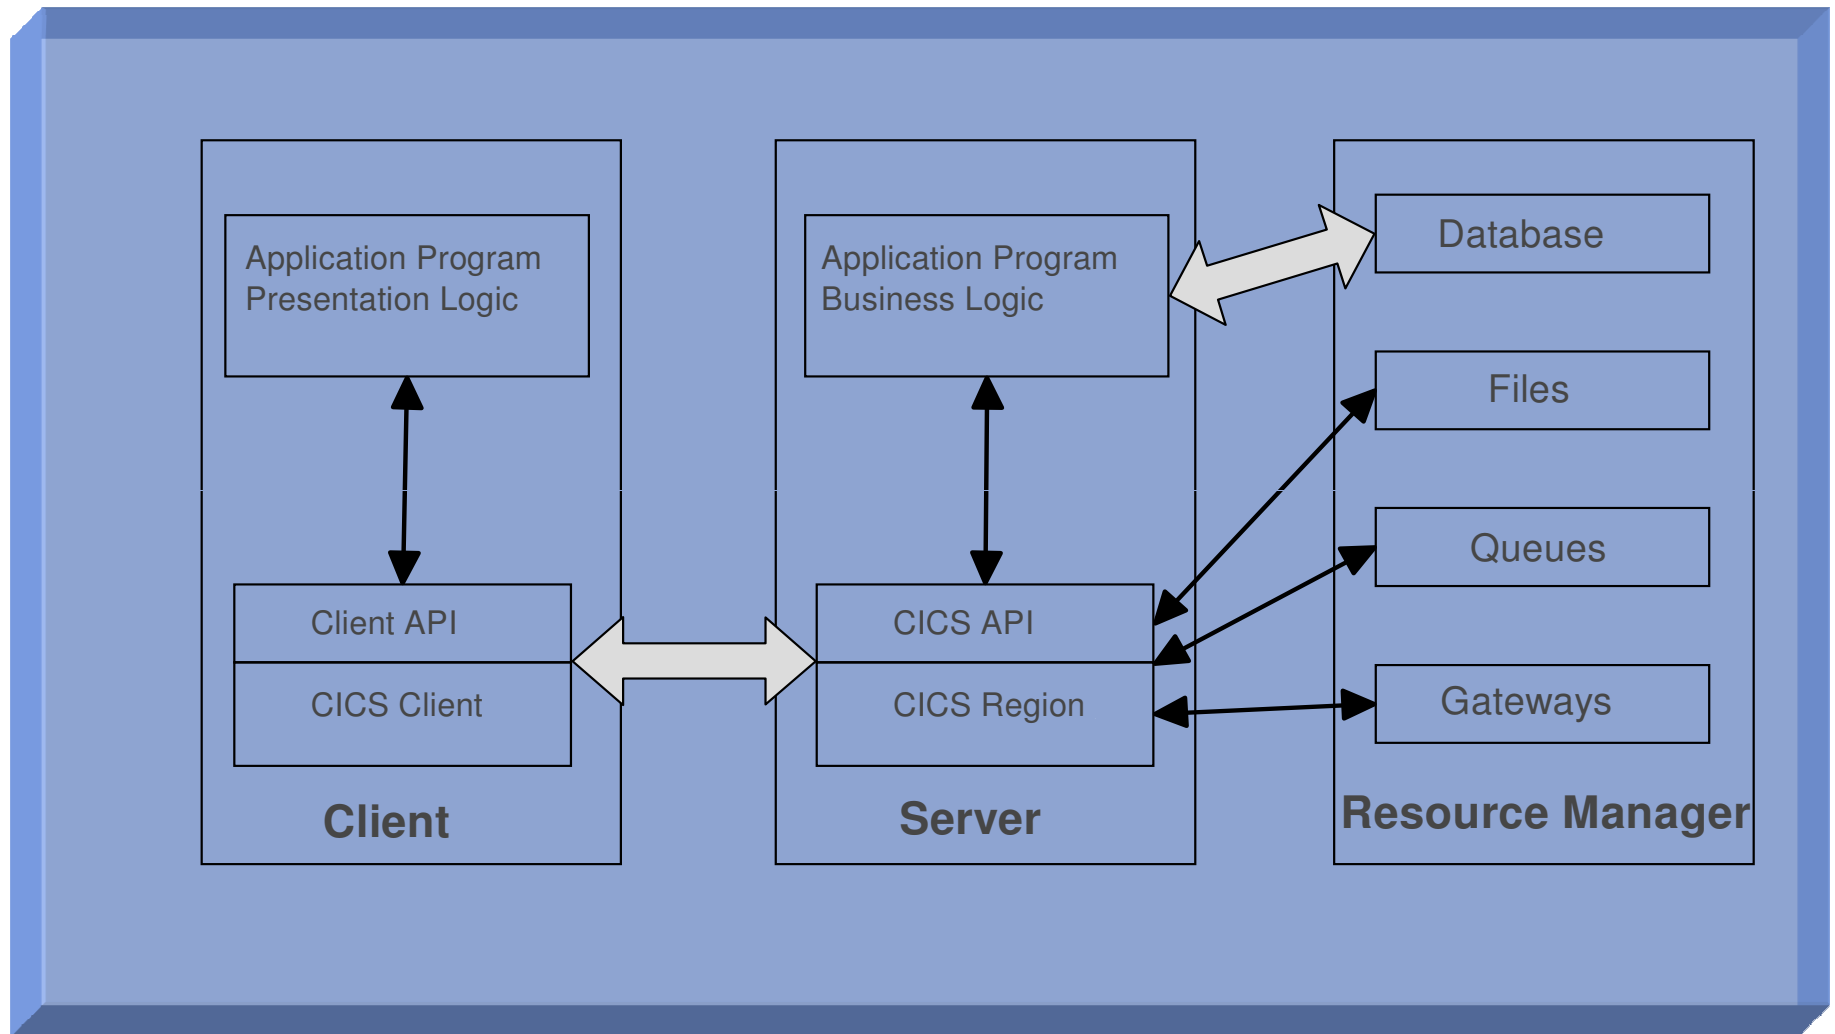 Application Program
Presentation Logic
Client API
CICS Client
Client
Application Program
Business Logic
CICS API
CICS Region
Server
Database
Files
Queues
Gateways
Resource Manager